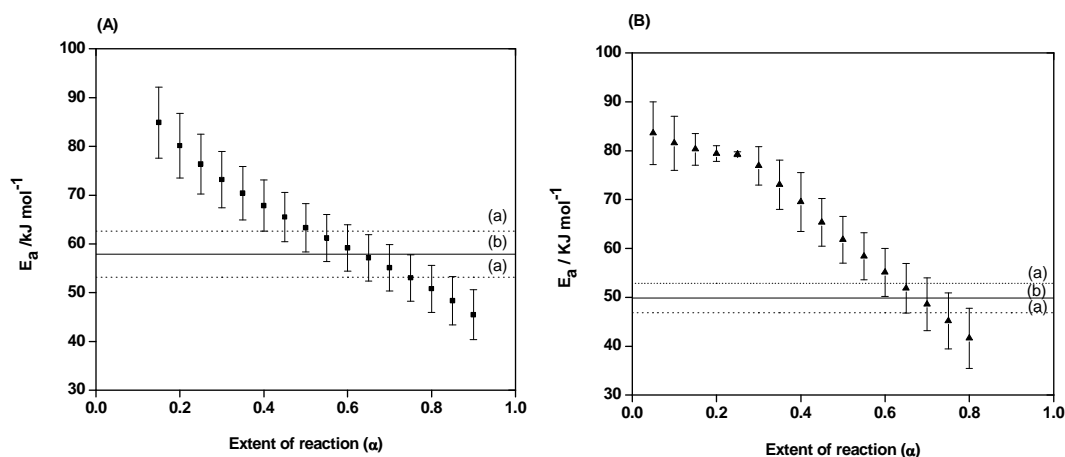 (A)
100
90
80
70
60
50
40
30
0.0 0.2 0.4 0.6 0.8 1.0
E_a /kJ mol^-1
Extent of reaction (α)
(a)
(b)
(a)
(B)
100
90
80
70
60
50
40
30
0.0 0.2 0.4 0.6 0.8 1.0
E_a / KJ mol^-1
Extent of reaction (α)
(a)
(b)
(a)